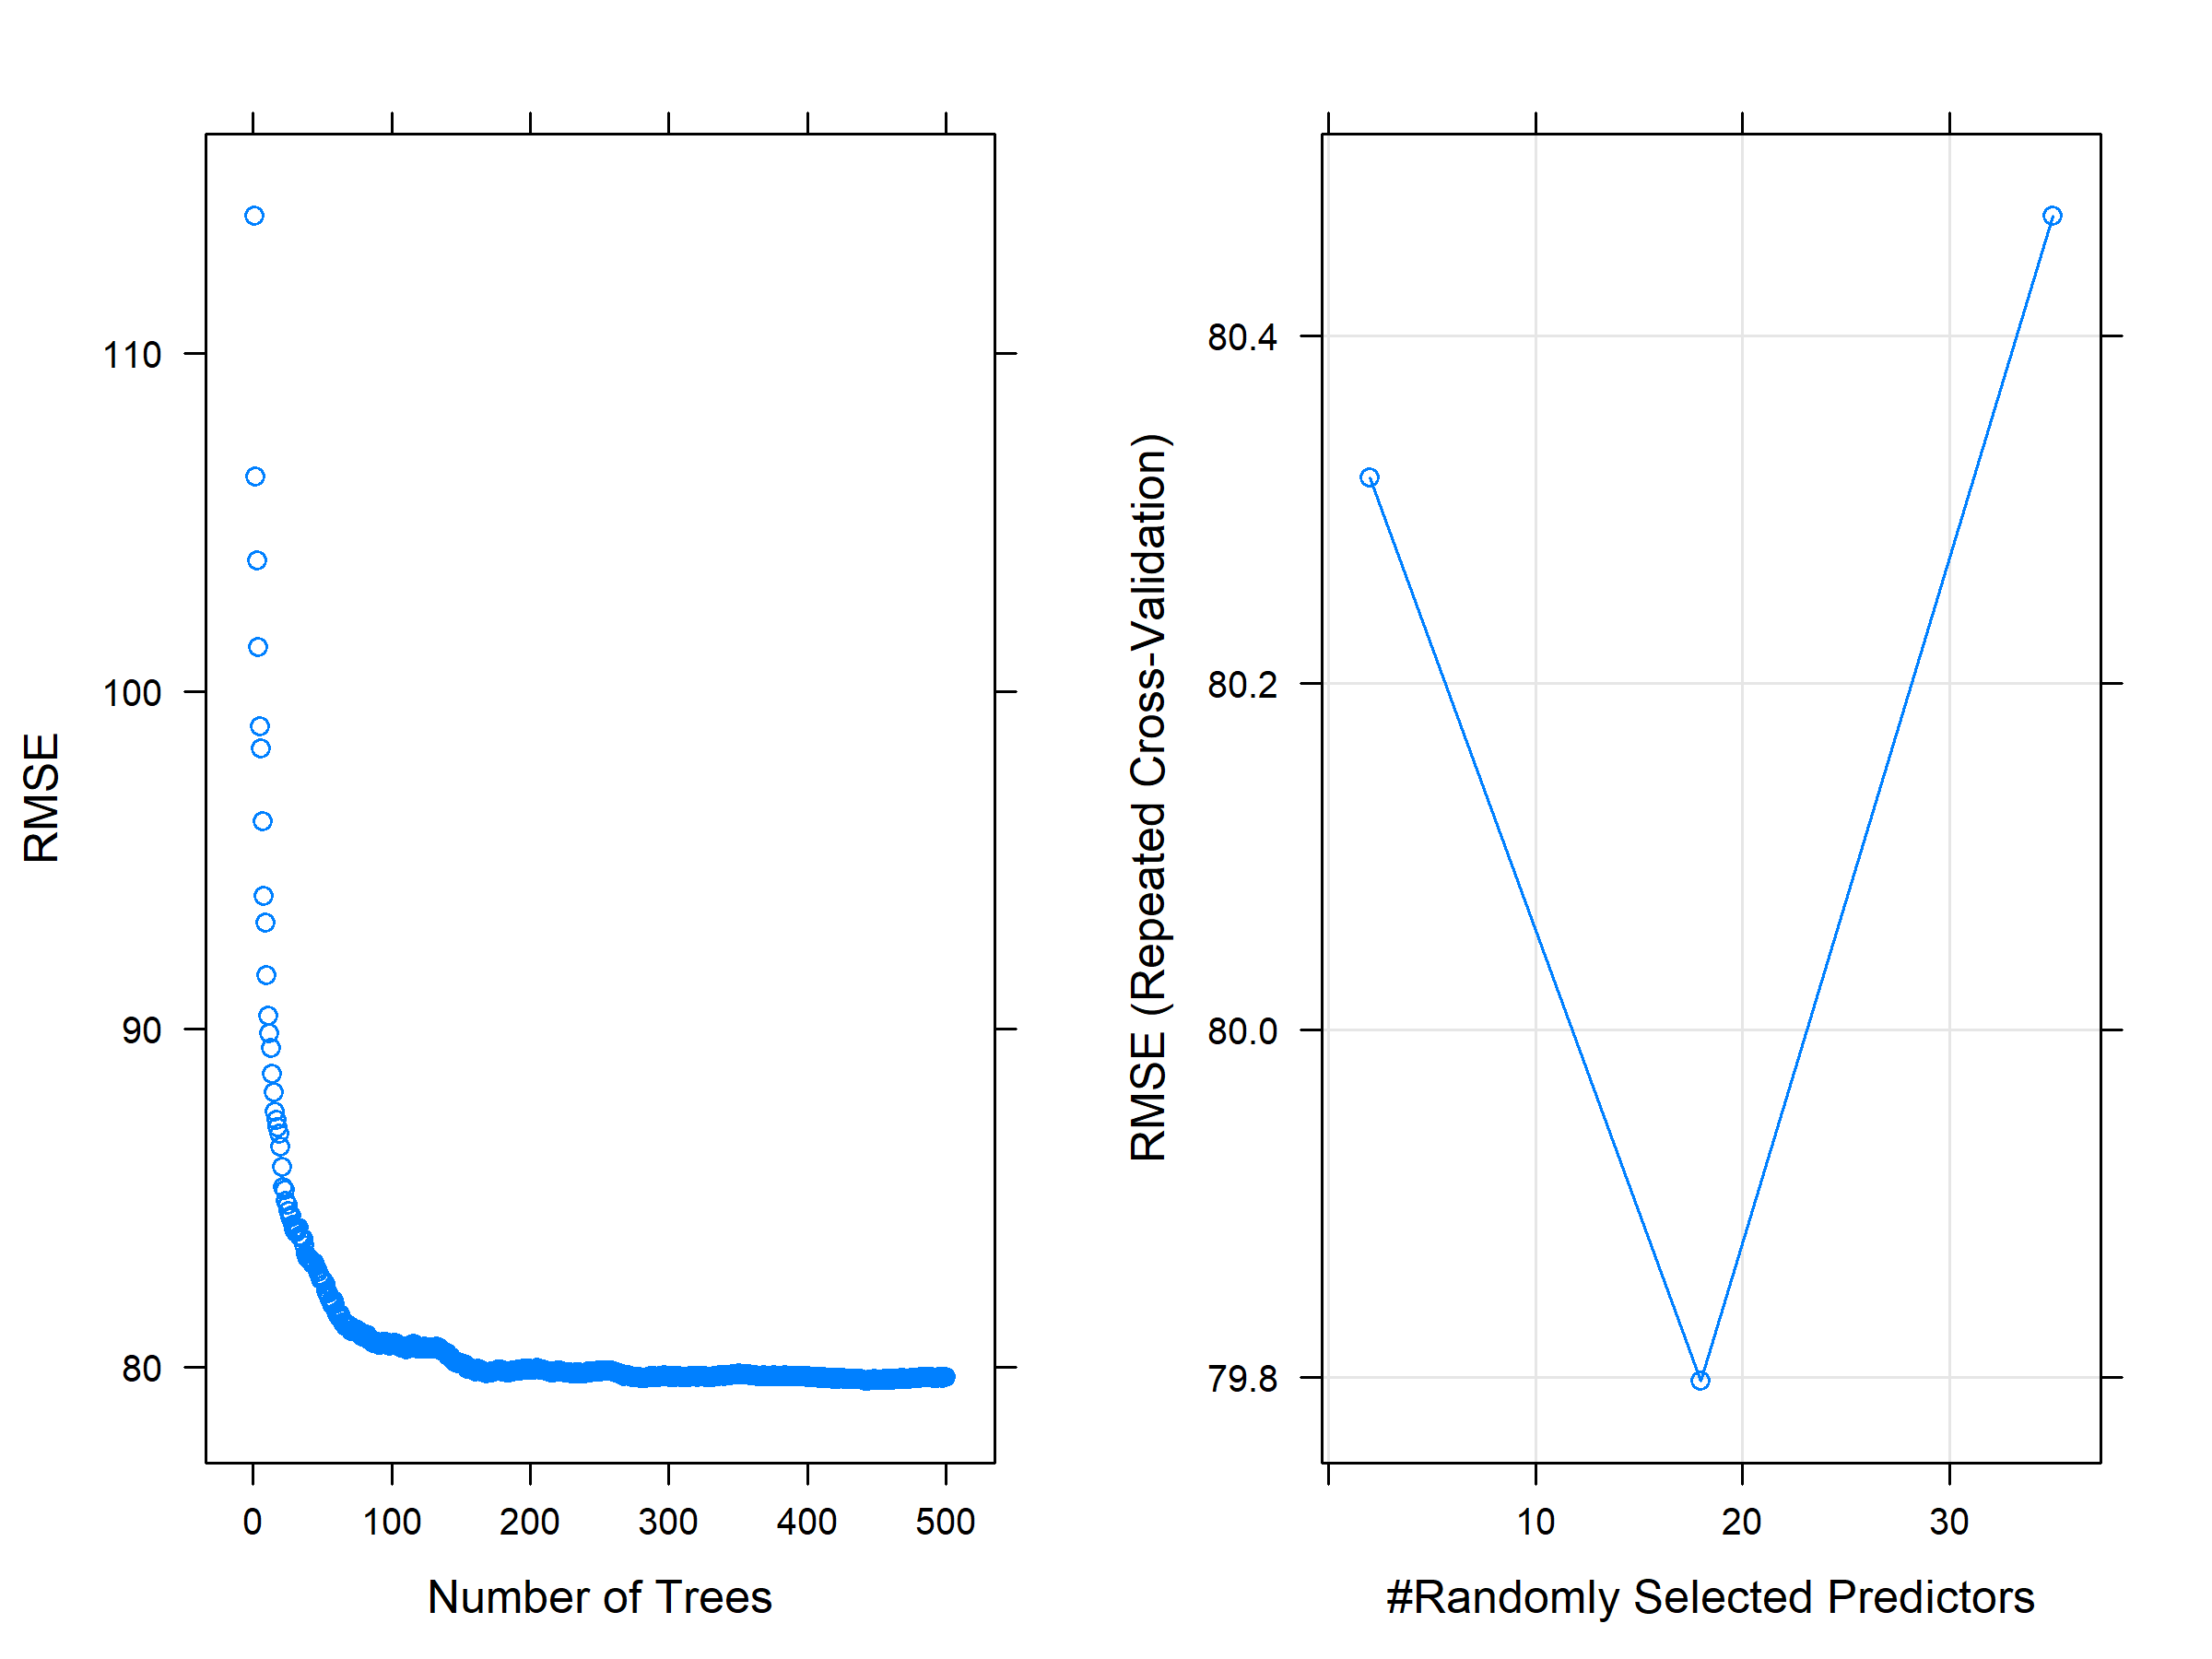 RMSE
110
100
90
80
0 100 200 300 400 500
Number of Trees
RMSE (Repeated Cross-Validation)
80.4
80.2
80.0
79.8
10 20 30
#Randomly Selected Predictors